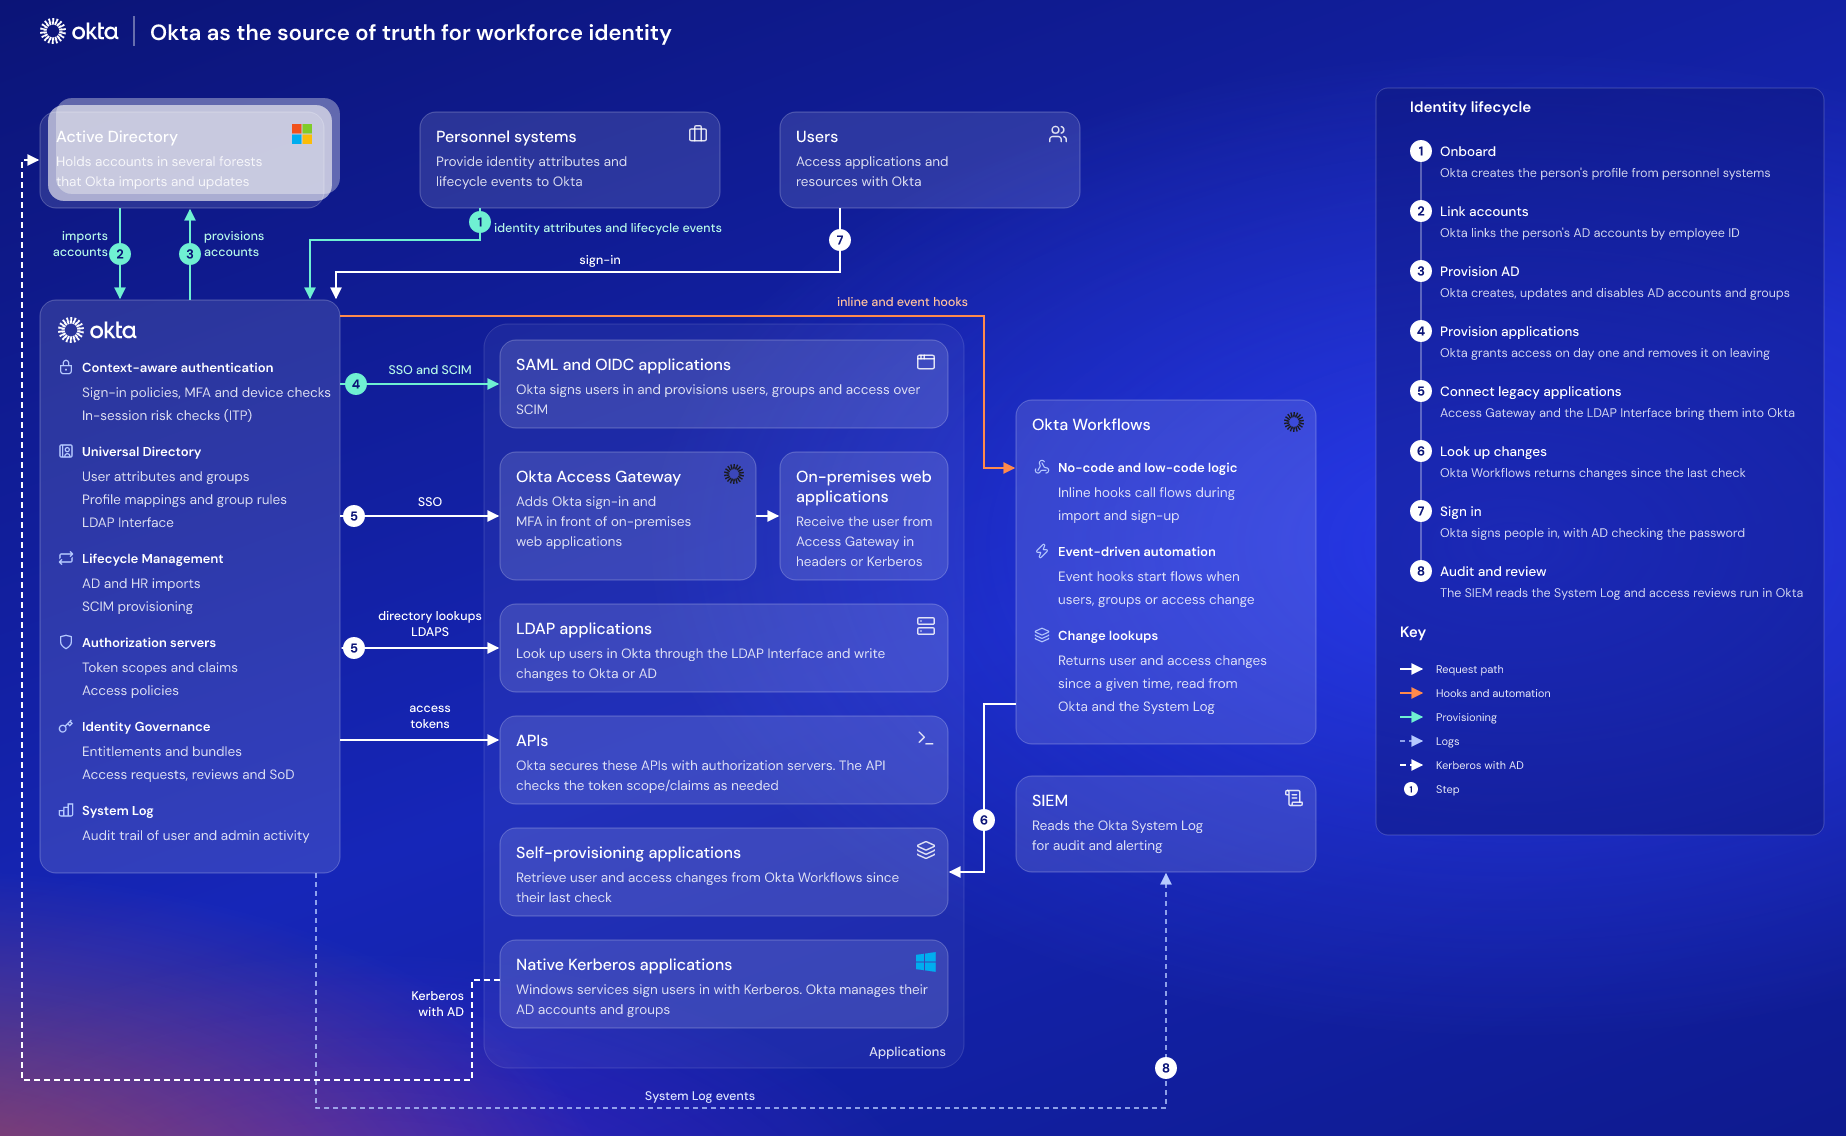 okta
Okta as the source of truth for workforce identity
Active Directory
Holds accounts in several forests
that Okta imports and updates
Personnel systems
Provide identity attributes and
lifecycle events to Okta
Users
Access applications and
resources with Okta
imports
accounts
2
3
provisions
accounts
1
identity attributes and lifecycle events
7
sign-in
inline and event hooks
okta
Context-aware authentication
Sign-in policies, MFA and device checks
In-session risk checks (ITP)
Universal Directory
User attributes and groups
Profile mappings and group rules
LDAP Interface
Lifecycle Management
AD and HR imports
SCIM provisioning
Authorization servers
Token scopes and claims
Access policies
Identity Governance
Entitlements and bundles
Access requests, reviews and SoD
System Log
Audit trail of user and admin activity
4
SSO and SCIM
5
SSO
5
directory lookups
LDAPS
access
tokens
SAML and OIDC applications
Okta signs users in and provisions users, groups and access over
SCIM
Okta Access Gateway
Adds Okta sign-in and
MFA in front of on-premises
web applications
On-premises web
applications
Receive the user from
Access Gateway in
headers or Kerberos
LDAP applications
Look up users in Okta through the LDAP Interface and write
changes to Okta or AD
APIs
Okta secures these APIs with authorization servers. The API
checks the token scope/claims as needed
Self-provisioning applications
Retrieve user and access changes from Okta Workflows since
their last check
Native Kerberos applications
Windows services sign users in with Kerberos. Okta manages their
AD accounts and groups
Applications
Kerberos
with AD
System Log events
Okta Workflows
No-code and low-code logic
Inline hooks call flows during
import and sign-up
Event-driven automation
Event hooks start flows when
users, groups or access change
Change lookups
Returns user and access changes
since a given time, read from
Okta and the System Log
6
SIEM
Reads the Okta System Log
for audit and alerting
8
Identity lifecycle
1 Onboard
Okta creates the person's profile from personnel systems
2 Link accounts
Okta links the person's AD accounts by employee ID
3 Provision AD
Okta creates, updates and disables AD accounts and groups
4 Provision applications
Okta grants access on day one and removes it on leaving
5 Connect legacy applications
Access Gateway and the LDAP Interface bring them into Okta
6 Look up changes
Okta Workflows returns changes since the last check
7 Sign in
Okta signs people in, with AD checking the password
8 Audit and review
The SIEM reads the System Log and access reviews run in Okta
Key
Request path
Hooks and automation
Provisioning
Logs
Kerberos with AD
1 Step